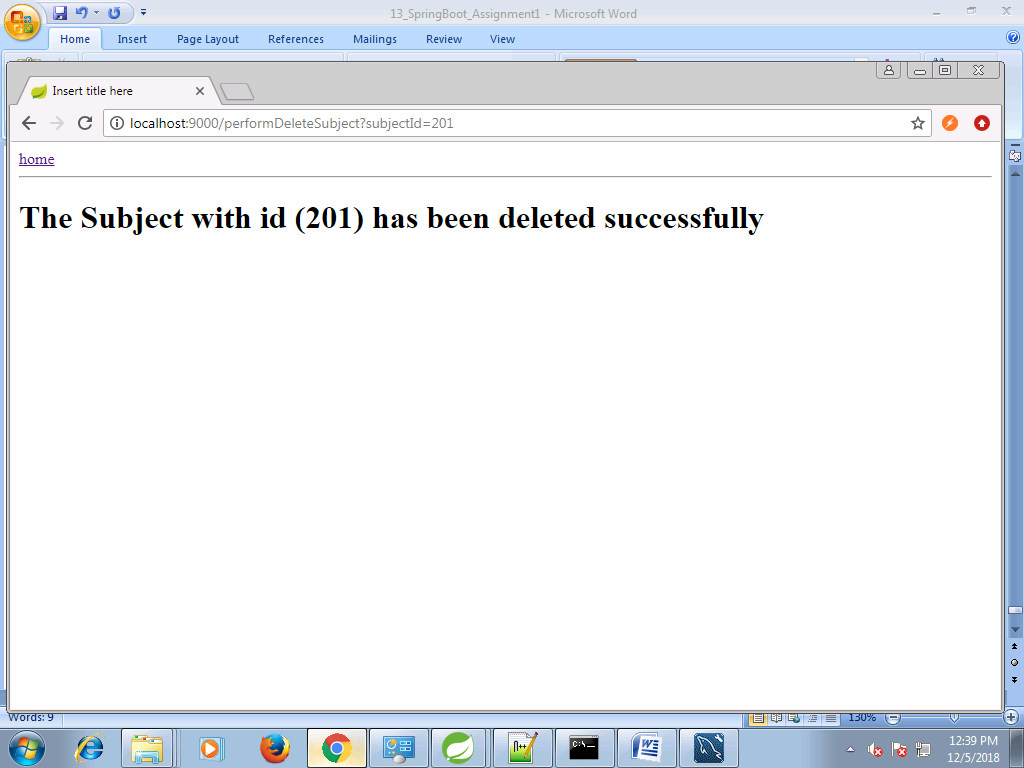 13_SpringBoot_Assignment1 - Microsoft Word
Home Insert Page Layout References Mailings Review View
Insert title here
localhost:9000/performDeleteSubject?subjectId=201
home
The Subject with id (201) has been deleted successfully
Words: 9 130%
12:39 PM
12/5/2018